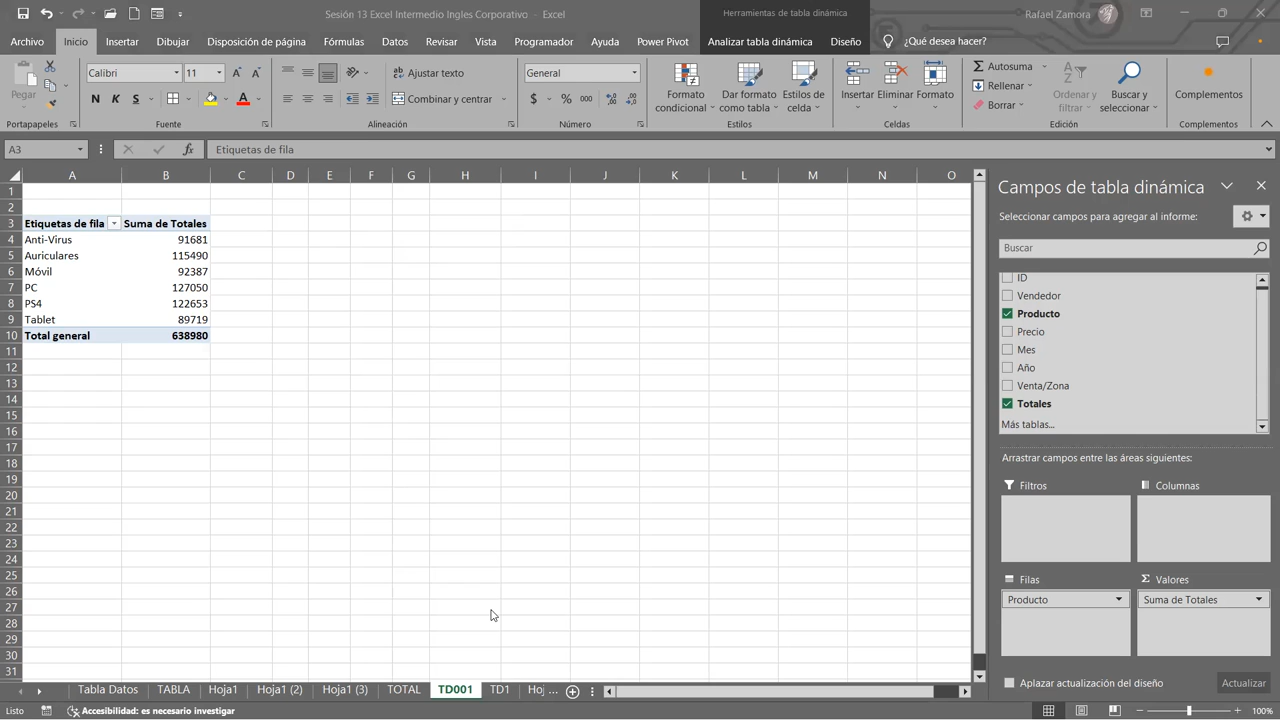 Sesión 13 Excel Intermedio Ingles Corporativo - Excel
Herramientas de tabla dinámica
Rafael Zamora
Archivo Inicio Insertar Dibujar Disposición de página Fórmulas Datos Revisar Vista Programador Ayuda Power Pivot Analizar tabla dinámica Diseño ¿Qué desea hacer?
Pegar
Calibri 11
N K S
Ajustar texto
Combinar y centrar
General
$ % 000
Formato condicional
Dar formato como tabla
Estilos de celda
Insertar Eliminar Formato
Autosuma
Rellenar
Borrar
Ordenar y filtrar
Buscar y seleccionar
Complementos
Portapapeles Fuente Alineación Número Estilos Celdas Edición Complementos
A3 fx Etiquetas de fila
A B C D E F G H I J K L M N O
1
2
3 Etiquetas de fila Suma de Totales
4 Anti-Virus 91681
5 Auriculares 115490
6 Móvil 92387
7 PC 127050
8 PS4 122653
9 Tablet 89719
10 Total general 638980
11
12
13
14
15
16
17
18
19
20
21
22
23
24
25
26
27
28
29
30
31
Campos de tabla dinámica
Seleccionar campos para agregar al informe:
Buscar
ID
Vendedor
Producto
Precio
Mes
Año
Venta/Zona
Totales
Más tablas...
Arrastrar campos entre las áreas siguientes:
Filtros Columnas
Filas Σ Valores
Producto Suma de Totales
Aplazar actualización del diseño Actualizar
Tabla Datos TABLA Hoja1 Hoja1 (2) Hoja1 (3) TOTAL TD001 TD1 Hoj ...
Listo Accesibilidad: es necesario investigar 100%